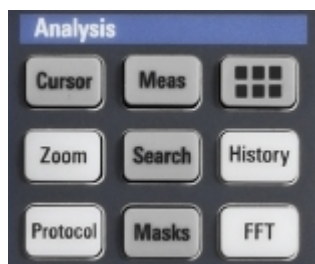 Analysis
Cursor Meas
Zoom Search History
Protocol Masks FFT